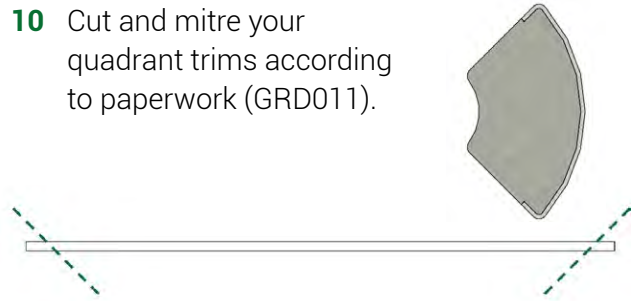 10 Cut and mitre your
quadrant trims according
to paperwork (GRD011).